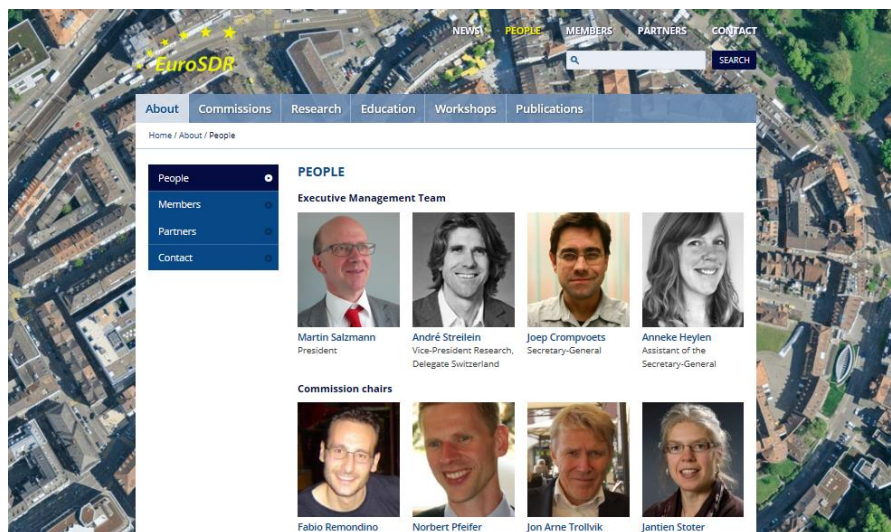 NEWS PEOPLE MEMBERS PARTNERS CONTACT
EuroSDR
SEARCH
About Commissions Research Education Workshops Publications
Home / About / People
People
Members
Partners
Contact
PEOPLE
Executive Management Team
Martin Salzmann
President
André Streilein
Vice-President Research,
Delegate Switzerland
Joep Crompvoets
Secretary-General
Anneke Heylen
Assistant of the
Secretary-General
Commission chairs
Fabio Remondino
Norbert Pfeifer
Jon Arne Trollvik
Jantien Stoter